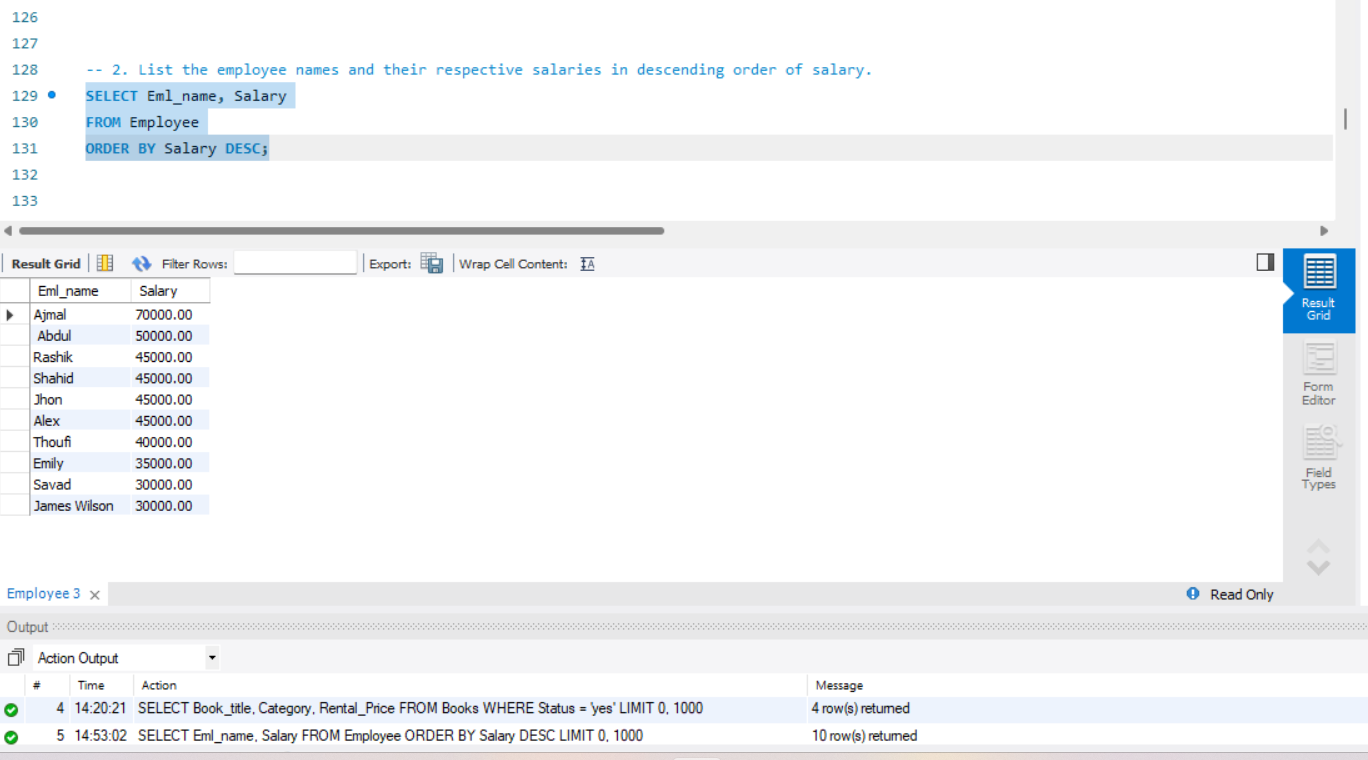 126
127
128 -- 2. List the employee names and their respective salaries in descending order of salary.
129 SELECT Eml_name, Salary
130 FROM Employee
131 ORDER BY Salary DESC;
132
133
Result Grid Filter Rows: Export: Wrap Cell Content: IA
Eml_name Salary
Ajmal 70000.00
Abdul 50000.00
Rashik 45000.00
Shahid 45000.00
Jhon 45000.00
Alex 45000.00
Thoufi 40000.00
Emily 35000.00
Savad 30000.00
James Wilson 30000.00
Result
Grid
Form
Editor
Field
Types
Employee 3 Read Only
Output
Action Output
# Time Action Message
4 14:20:21 SELECT Book_title, Category, Rental_Price FROM Books WHERE Status = 'yes' LIMIT 0, 1000 4 row(s) returned
5 14:53:02 SELECT Eml_name, Salary FROM Employee ORDER BY Salary DESC LIMIT 0, 1000 10 row(s) returned